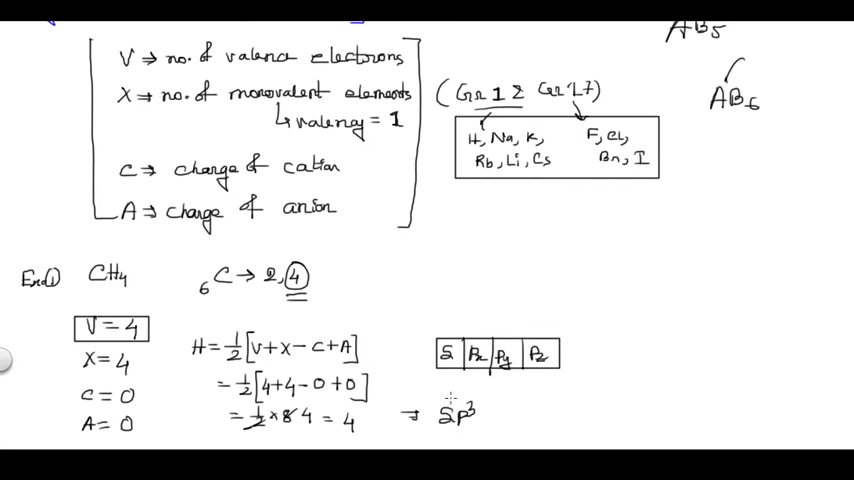 AB5
V ⇒ no. of valence electrons
X ⇒ no. of monovalent elements (Gr 1 & Gr 17)
↳ valency = 1
AB6
H, Na, K, F, Cl,
Rb, Li, Cs Br, I
C ⇒ charge of cation
A ⇒ charge of anion
CH4 6C → 2,4
V = 4
X = 4 H = 1/2 [V + X - C + A] S Px Py Pz
C = 0 = 1/2 [4 + 4 - 0 + 0]
A = 0 = 1/2 × 8 4 = 4 → SP3